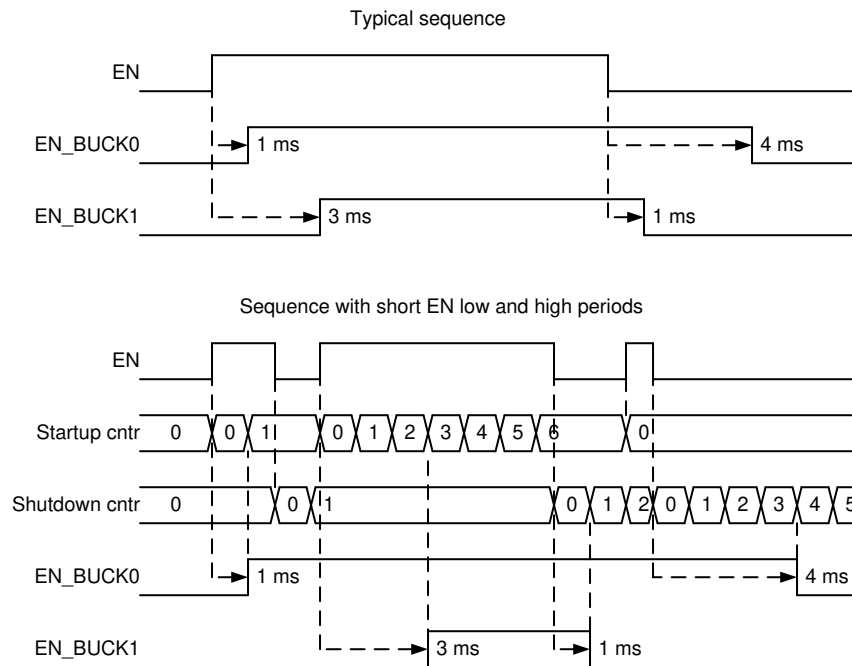 Typical sequence
EN
EN_BUCK0 1 ms 4 ms
EN_BUCK1 3 ms 1 ms
Sequence with short EN low and high periods
EN
Startup cntr 0 0 1 0 1 2 3 4 5 6 0
Shutdown cntr 0 0 1 0 1 2 0 1 2 3 4 5
EN_BUCK0 1 ms 4 ms
EN_BUCK1 3 ms 1 ms